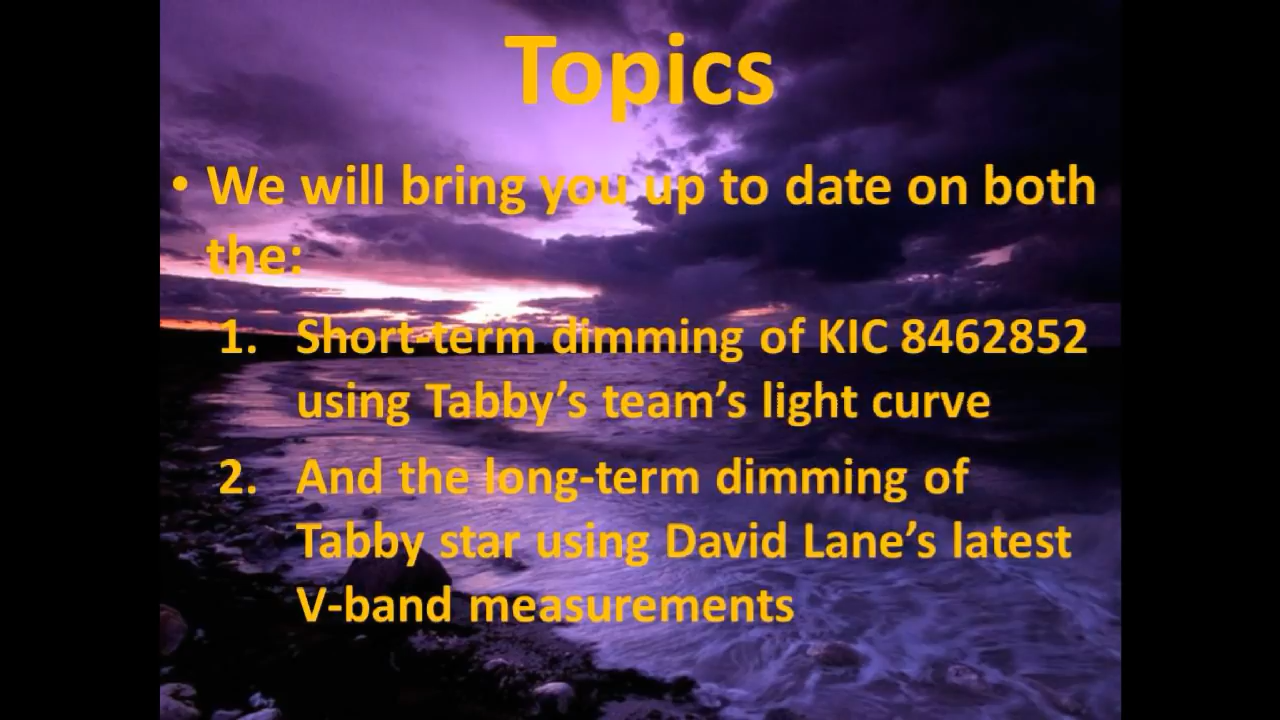 Topics
• We will bring you up to date on both
the:
1. Short-term dimming of KIC 8462852
using Tabby’s team’s light curve
2. And the long-term dimming of
Tabby star using David Lane’s latest
V-band measurements